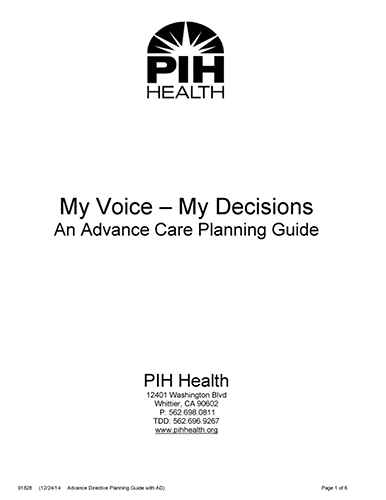 PIH
HEALTH
My Voice – My Decisions
An Advance Care Planning Guide
PIH Health
12401 Washington Blvd
Whittier, CA 90602
P: 562.698.0811
TDD: 562.696.9267
www.pihhealth.org
01828 (12/24/14 Advance Directive Planning Guide with AD) Page 1 of 6